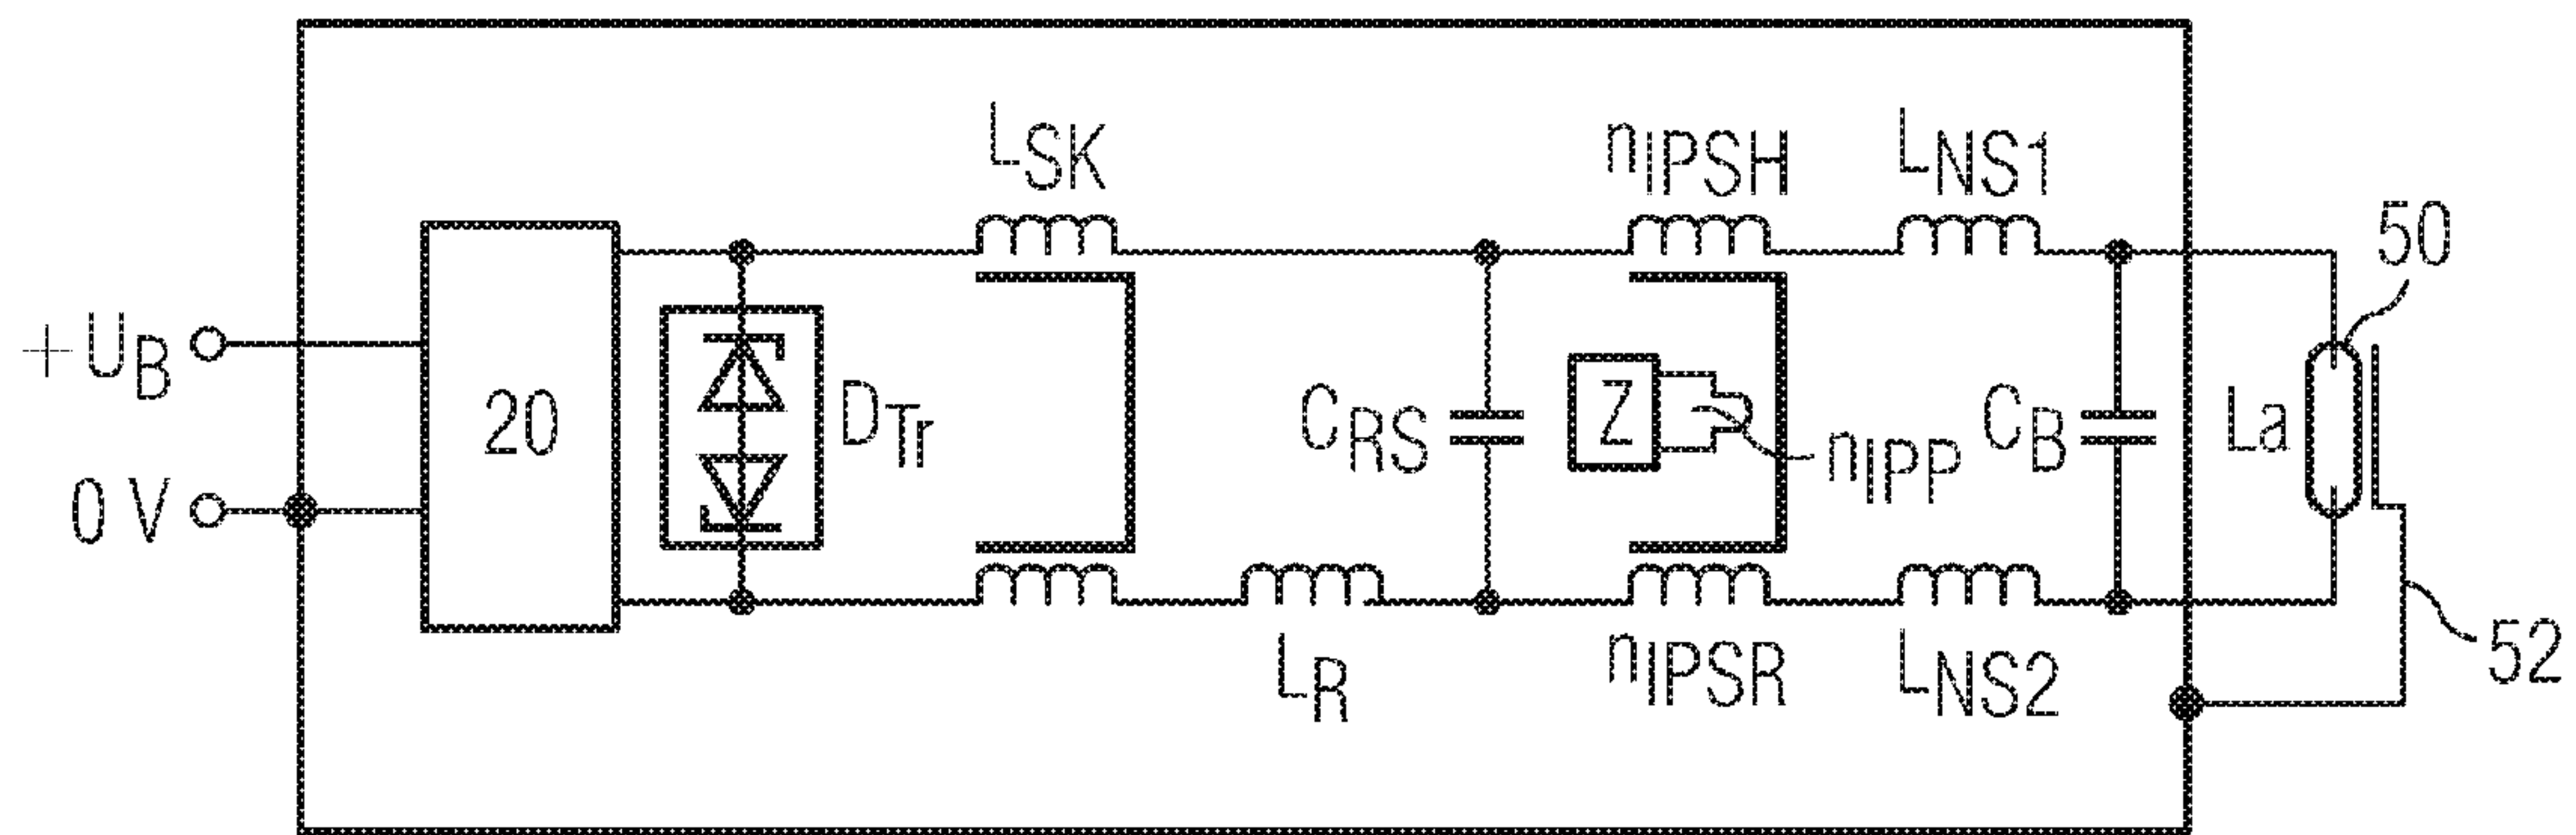 L_SK
n_IPSH
L_NS1
50
+U_B
20
D_Tr
C_RS
Z
n_IPP
C_B
La
0 V
L_R
n_IPSR
L_NS2
52